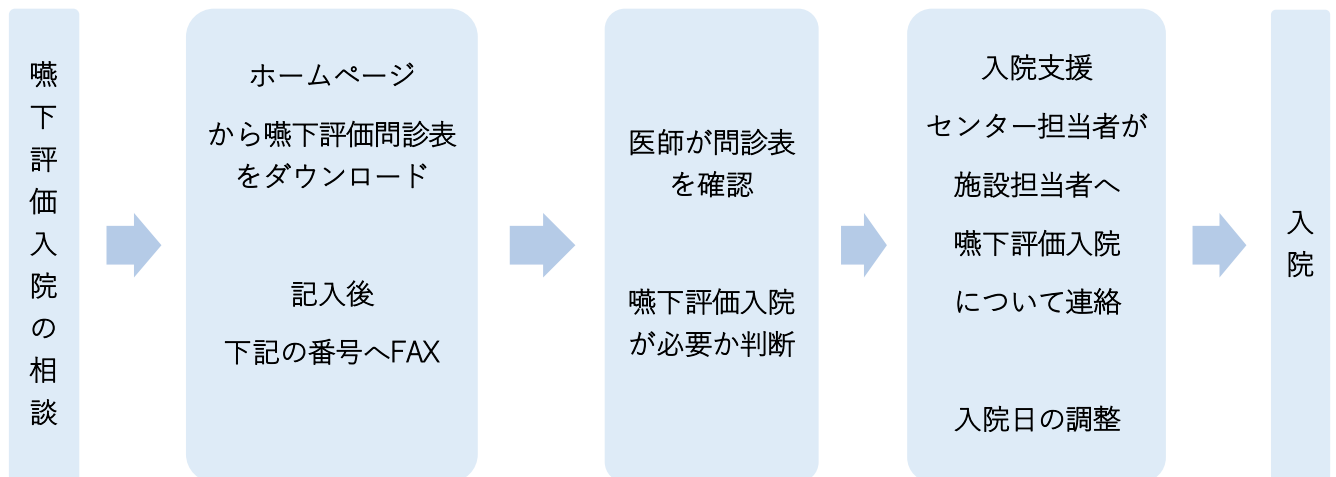 嚥下評価入院の相談
ホームページ
から嚥下評価問診表
をダウンロード
記入後
下記の番号へFAX
医師が問診表
を確認
嚥下評価入院
が必要か判断
入院支援
センター担当者が
施設担当者へ
嚥下評価入院
について連絡
入院日の調整
入院